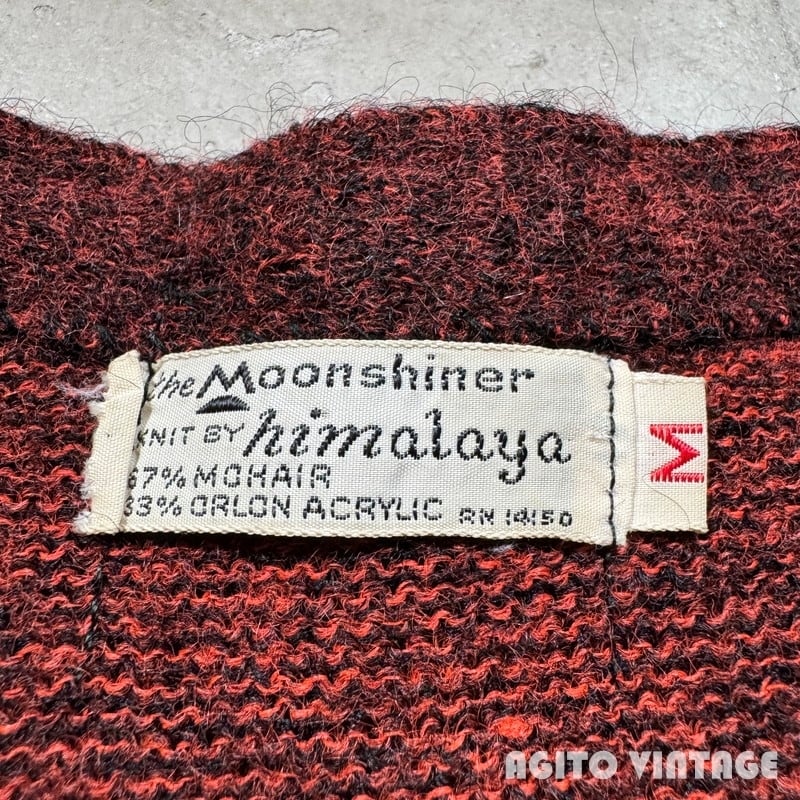 the Moonshiner
KNIT BY himalaya
67% MOHAIR
33% ORLON ACRYLIC RN 14150
M
AGITO VINTAGE